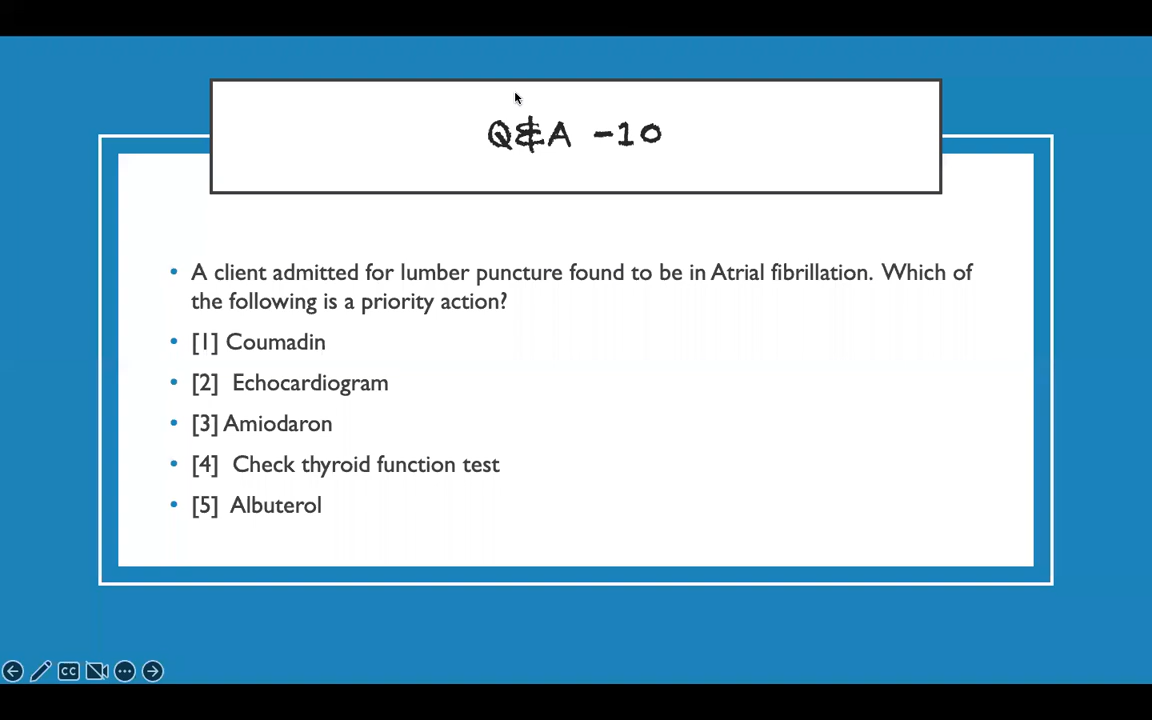 Q&A -10
• A client admitted for lumber puncture found to be in Atrial fibrillation. Which of
the following is a priority action?
• [1] Coumadin
• [2] Echocardiogram
• [3] Amiodaron
• [4] Check thyroid function test
• [5] Albuterol
CC